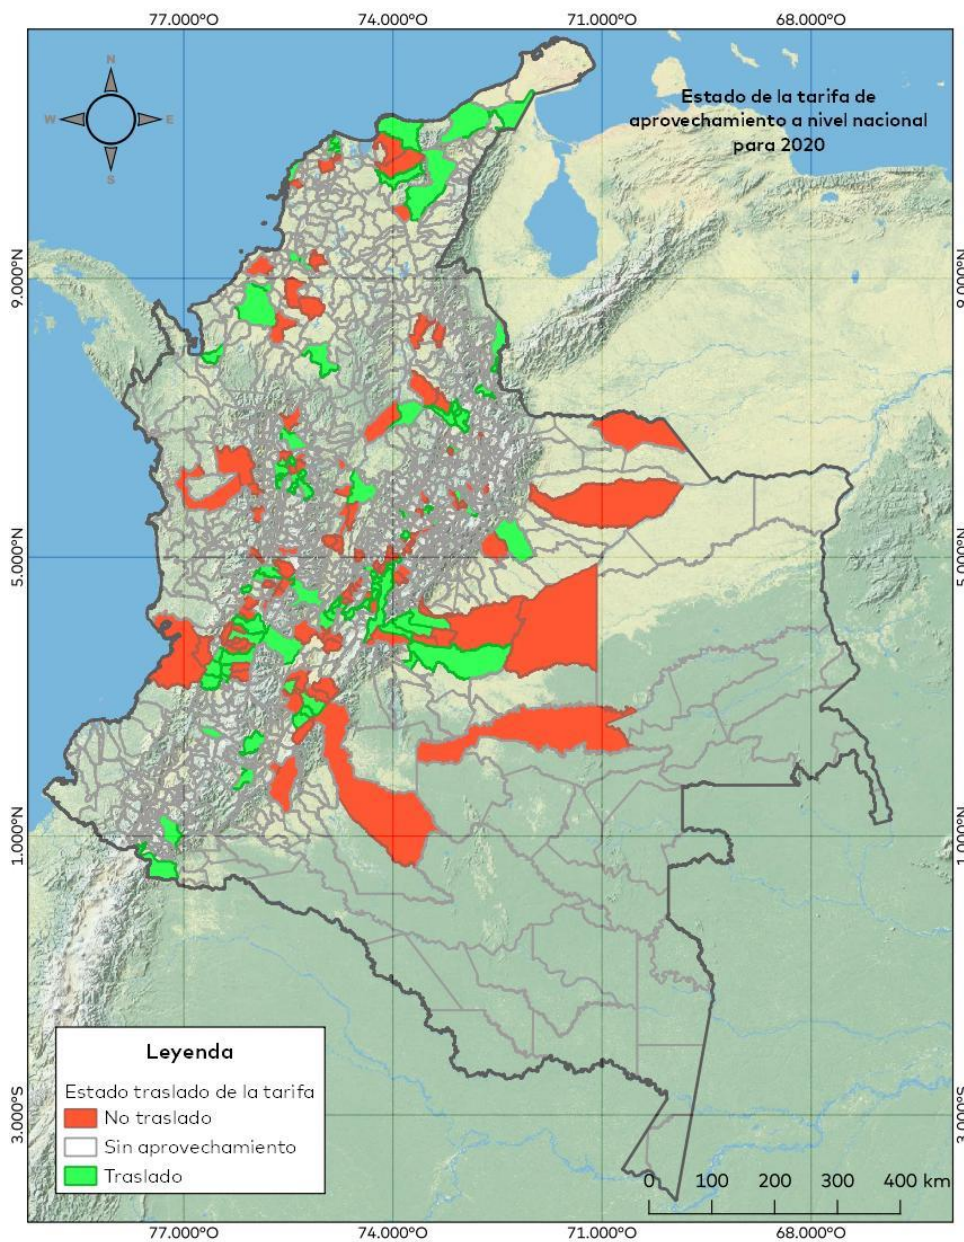 77.000°O 74.000°O 71.000°O 68.000°O
N
W E
S
Estado de la tarifa de
aprovechamiento a nivel nacional
para 2020
9.000°N 9.000°N
5.000°N 5.000°N
1.000°N 1.000°N
3.000°S 3.000°S
Leyenda
Estado traslado de la tarifa
No traslado
Sin aprovechamiento
Traslado
0 100 200 300 400 km
77.000°O 74.000°O 71.000°O 68.000°O